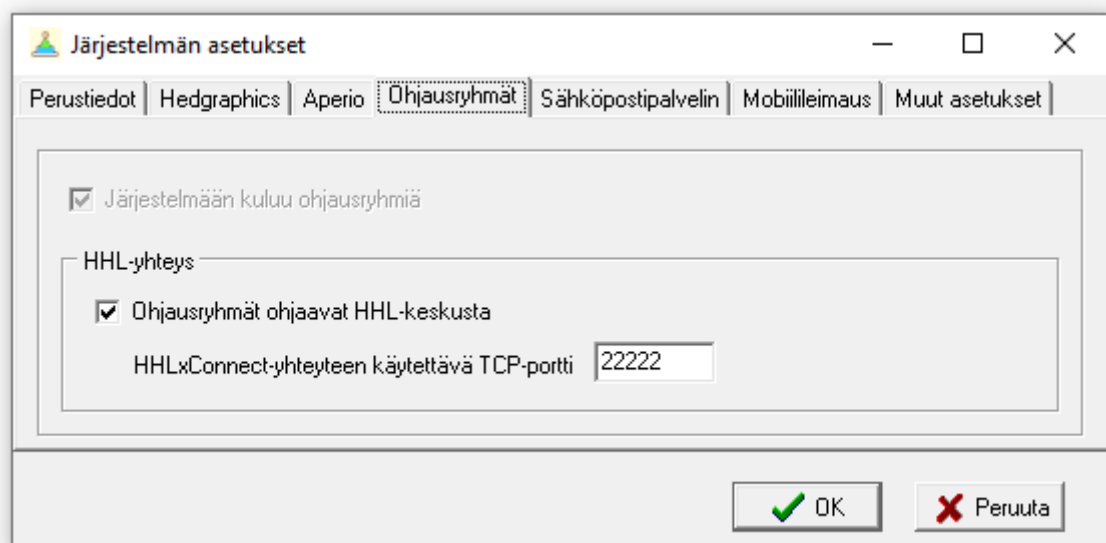 Järjestelmän asetukset
Perustiedot Hedgraphics Aperio Ohjausryhmät Sähköpostipalvelin Mobiilileimaus Muut asetukset
Järjestelmään kuluu ohjausryhmiä
HHL-yhteys
Ohjausryhmät ohjaavat HHL-keskusta
HHLxConnect-yhteyteen käytettävä TCP-portti 22222
OK Peruuta